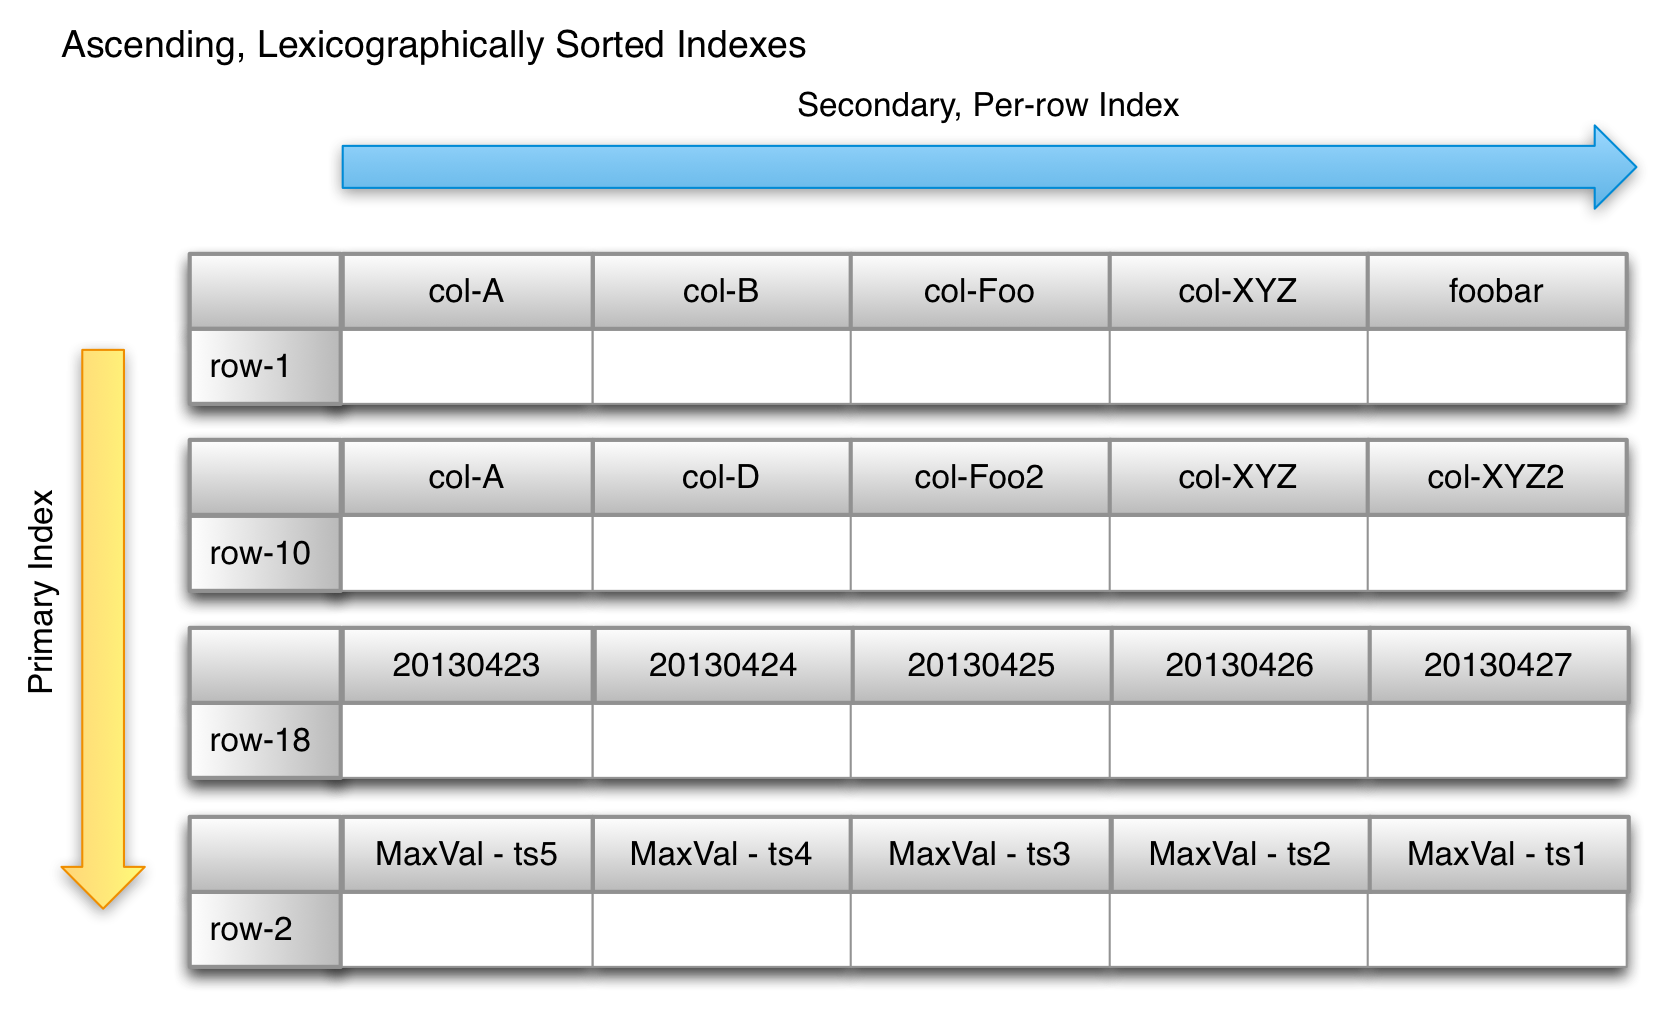 Ascending, Lexicographically Sorted Indexes
Secondary, Per-row Index
Primary Index
col-A col-B col-Foo col-XYZ foobar
row-1
col-A col-D col-Foo2 col-XYZ col-XYZ2
row-10
20130423 20130424 20130425 20130426 20130427
row-18
MaxVal - ts5 MaxVal - ts4 MaxVal - ts3 MaxVal - ts2 MaxVal - ts1
row-2